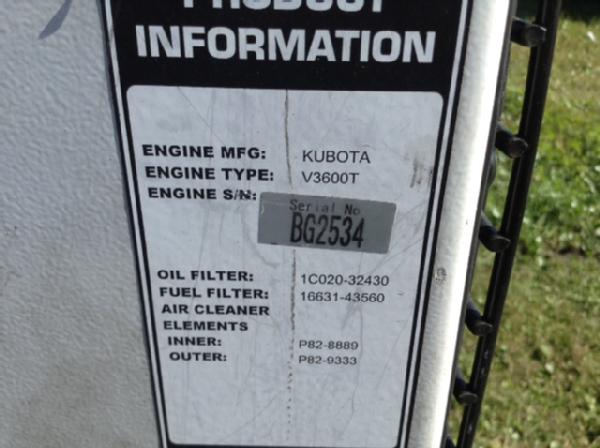 PRODUCT
INFORMATION
ENGINE MFG: KUBOTA
ENGINE TYPE: V3600T
ENGINE S/N:
Serial No
BG2534
OIL FILTER: 1C020-32430
FUEL FILTER: 16631-43560
AIR CLEANER
ELEMENTS
INNER: P82-8889
OUTER: P82-9333